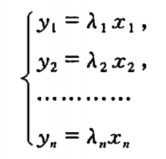 y₁ = λ₁x₁,
y₂ = λ₂x₂,
…………
yₙ = λₙxₙ